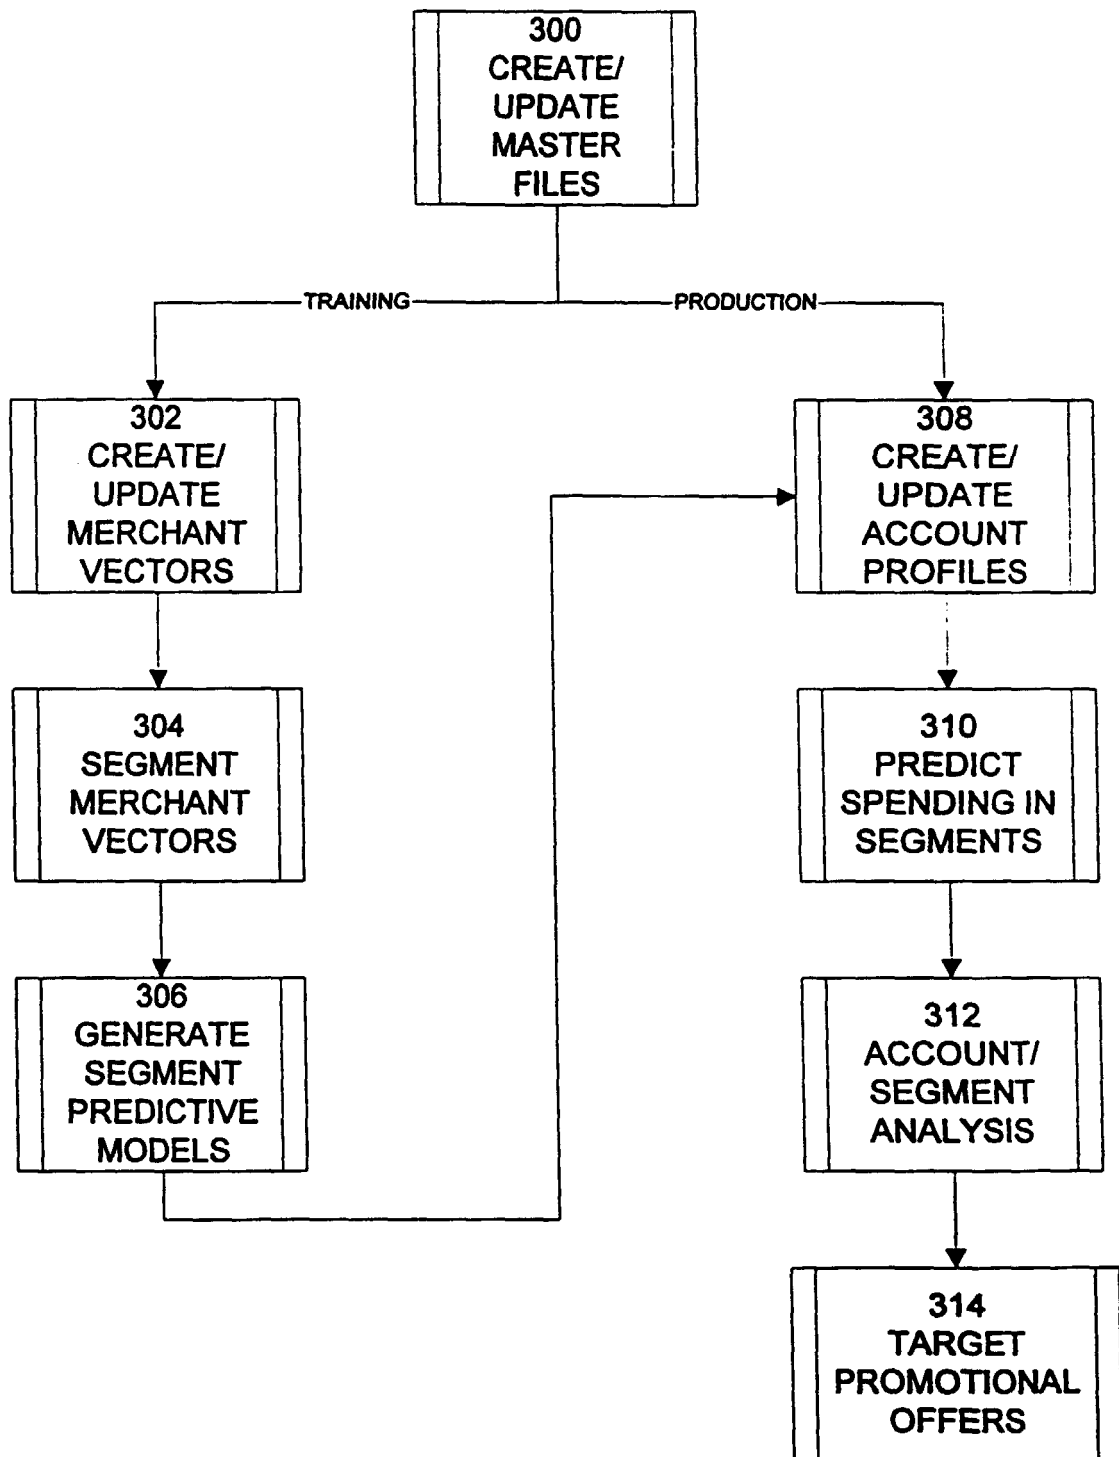 300
CREATE/
UPDATE
MASTER
FILES
TRAINING
PRODUCTION
302
CREATE/
UPDATE
MERCHANT
VECTORS
308
CREATE/
UPDATE
ACCOUNT
PROFILES
304
SEGMENT
MERCHANT
VECTORS
310
PREDICT
SPENDING IN
SEGMENTS
306
GENERATE
SEGMENT
PREDICTIVE
MODELS
312
ACCOUNT/
SEGMENT
ANALYSIS
314
TARGET
PROMOTIONAL
OFFERS